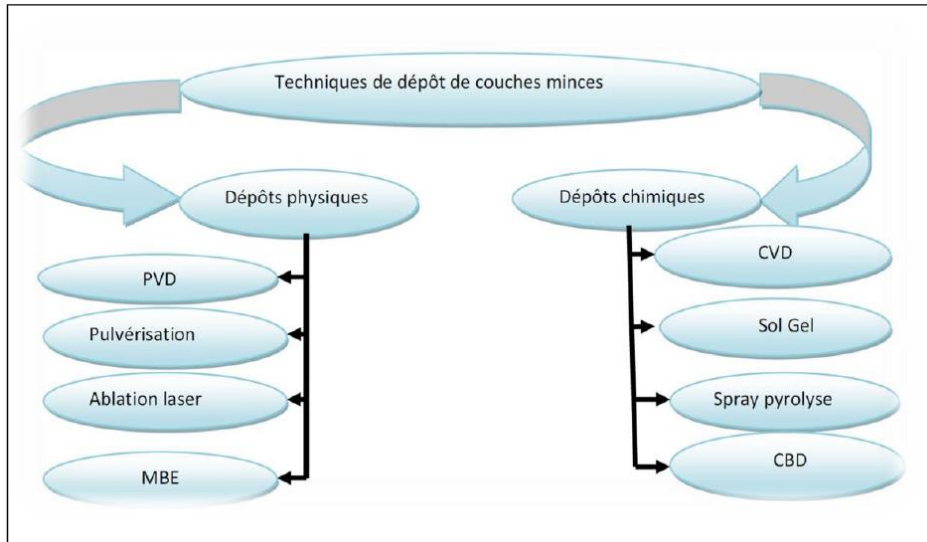 Techniques de dépôt de couches minces
Dépôts physiques
PVD
Pulvérisation
Ablation laser
MBE
Dépôts chimiques
CVD
Sol Gel
Spray pyrolyse
CBD